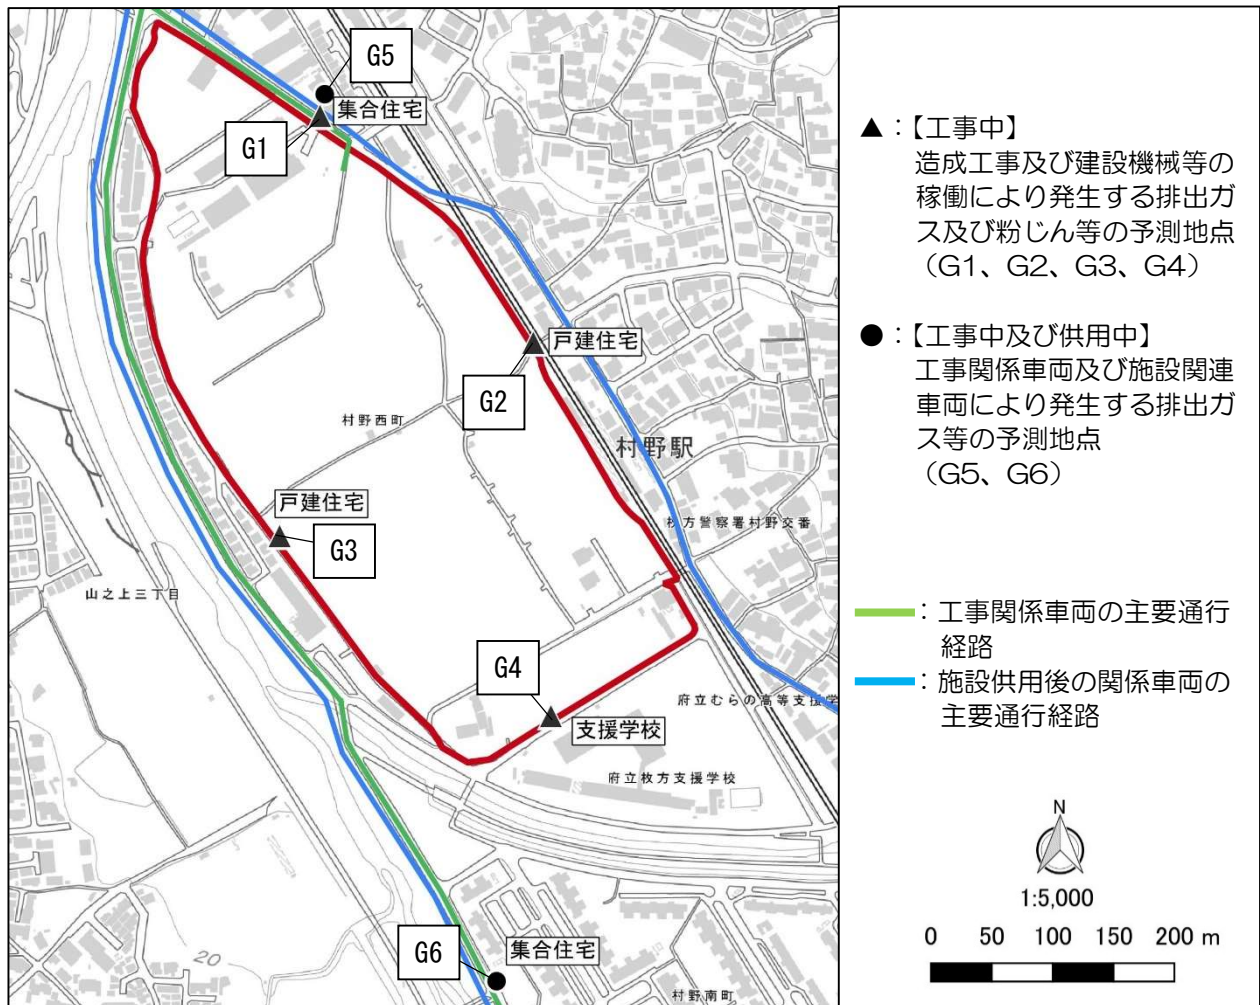 G5
集合住宅
G1
戸建住宅
G2
村野西町
村野駅
戸建住宅
G3
枚方警察署村野交番
山之上三丁目
G4
府立むらの高等支援学
支援学校
府立枚方支援学校
G6
集合住宅
20
村野南町
▲：【工事中】
造成工事及び建設機械等の
稼働により発生する排出ガ
ス及び粉じん等の予測地点
（G1、G2、G3、G4）
●：【工事中及び供用中】
工事関係車両及び施設関連
車両により発生する排出ガ
ス等の予測地点
（G5、G6）
：工事関係車両の主要通行
経路
：施設供用後の関係車両の
主要通行経路
N
1:5,000
0 50 100 150 200 m